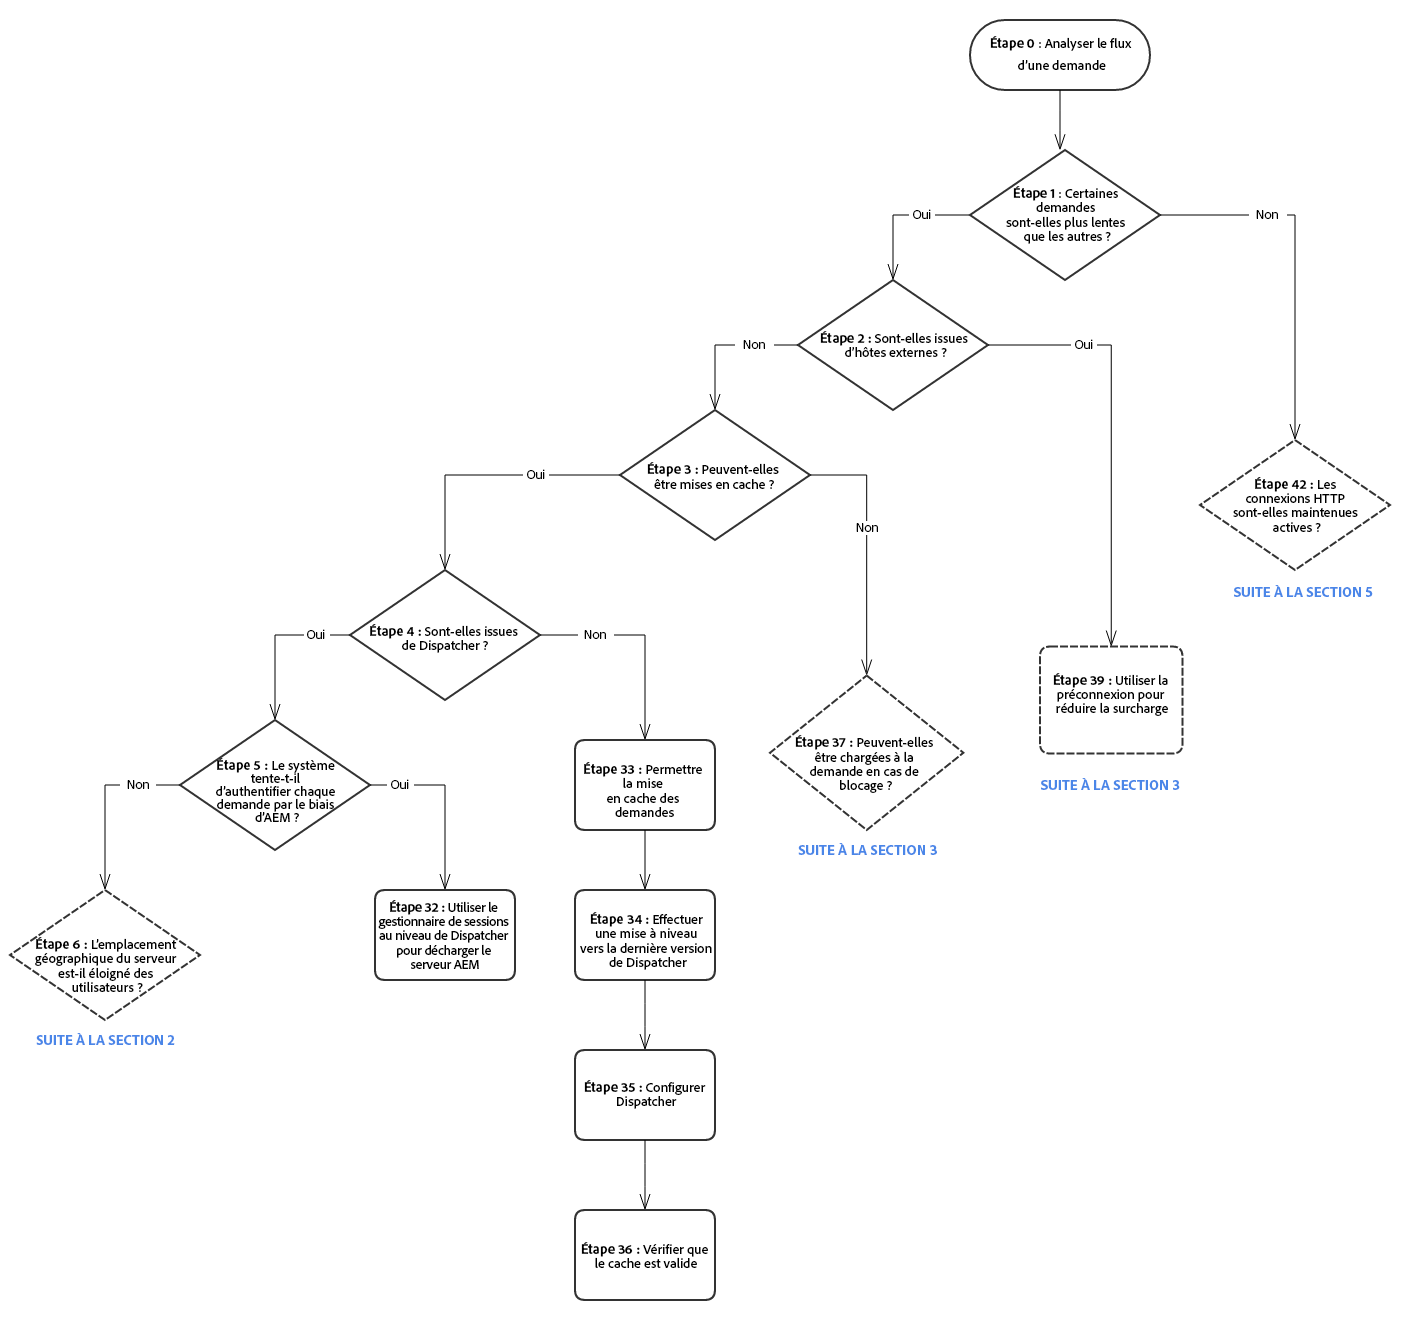 Étape 0 : Analyser le flux
d'une demande
Étape 1 : Certaines
demandes
sont-elles plus lentes
que les autres ?
Oui
Non
Étape 2 : Sont-elles issues
d'hôtes externes ?
Non
Oui
Étape 3 : Peuvent-elles
être mises en cache ?
Oui
Non
Étape 42 : Les
connexions HTTP
sont-elles maintenues
actives ?
SUITE À LA SECTION 5
Étape 4 : Sont-elles issues
de Dispatcher ?
Oui
Non
Étape 39 : Utiliser la
préconnexion pour
réduire la surcharge
SUITE À LA SECTION 3
Étape 37 : Peuvent-elles
être chargées à la
demande en cas de
blocage ?
SUITE À LA SECTION 3
Étape 5 : Le système
tente-t-il
d'authentifier chaque
demande par le biais
d'AEM ?
Non
Oui
Étape 33 : Permettre
la mise
en cache des
demandes
Étape 6 : L'emplacement
géographique du serveur
est-il éloigné des
utilisateurs ?
SUITE À LA SECTION 2
Étape 32 : Utiliser le
gestionnaire de sessions
au niveau de Dispatcher
pour décharger le
serveur AEM
Étape 34 : Effectuer
une mise à niveau
vers la dernière version
de Dispatcher
Étape 35 : Configurer
Dispatcher
Étape 36 : Vérifier que
le cache est valide